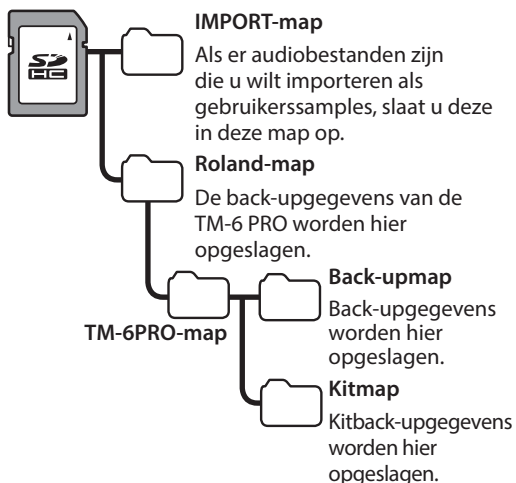 SD
HC
IMPORT-map
Als er audiobestanden zijn
die u wilt importeren als
gebruikerssamples, slaat u deze
in deze map op.
Roland-map
De back-upgegevens van de
TM-6 PRO worden hier
opgeslagen.
TM-6PRO-map
Back-upmap
Back-upgegevens
worden hier
opgeslagen.
Kitmap
Kitback-upgegevens
worden hier
opgeslagen.